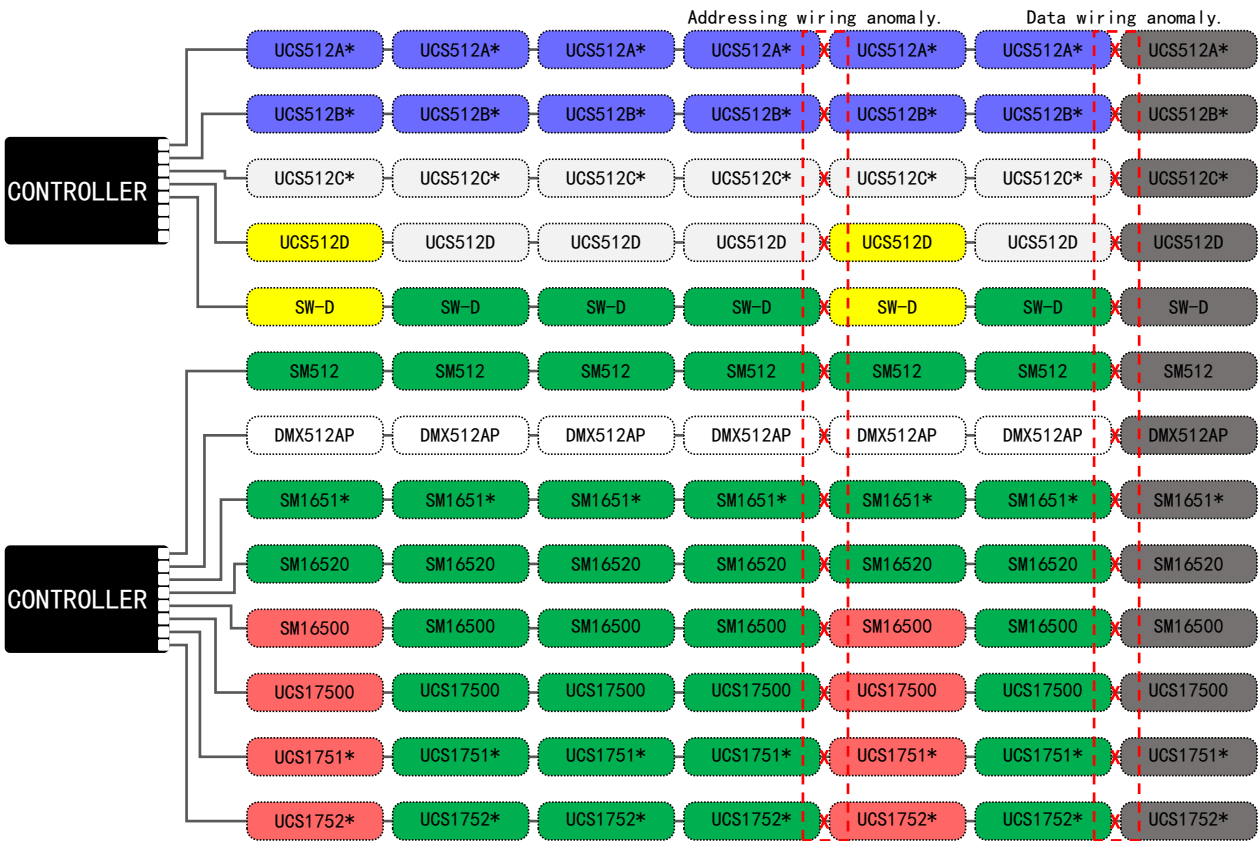 Addressing wiring anomaly. Data wiring anomaly.
UCS512A* UCS512A* UCS512A* UCS512A* X UCS512A* UCS512A* X UCS512A*
UCS512B* UCS512B* UCS512B* UCS512B* X UCS512B* UCS512B* X UCS512B*
CONTROLLER
UCS512C* UCS512C* UCS512C* UCS512C* X UCS512C* UCS512C* X UCS512C*
UCS512D UCS512D UCS512D UCS512D X UCS512D UCS512D X UCS512D
SW-D SW-D SW-D SW-D X SW-D SW-D X SW-D
SM512 SM512 SM512 SM512 X SM512 SM512 X SM512
DMX512AP DMX512AP DMX512AP DMX512AP X DMX512AP DMX512AP X DMX512AP
SM1651* SM1651* SM1651* SM1651* X SM1651* SM1651* X SM1651*
SM16520 SM16520 SM16520 SM16520 X SM16520 SM16520 X SM16520
CONTROLLER
SM16500 SM16500 SM16500 SM16500 X SM16500 SM16500 X SM16500
UCS17500 UCS17500 UCS17500 UCS17500 X UCS17500 UCS17500 X UCS17500
UCS1751* UCS1751* UCS1751* UCS1751* X UCS1751* UCS1751* X UCS1751*
UCS1752* UCS1752* UCS1752* UCS1752* X UCS1752* UCS1752* X UCS1752*